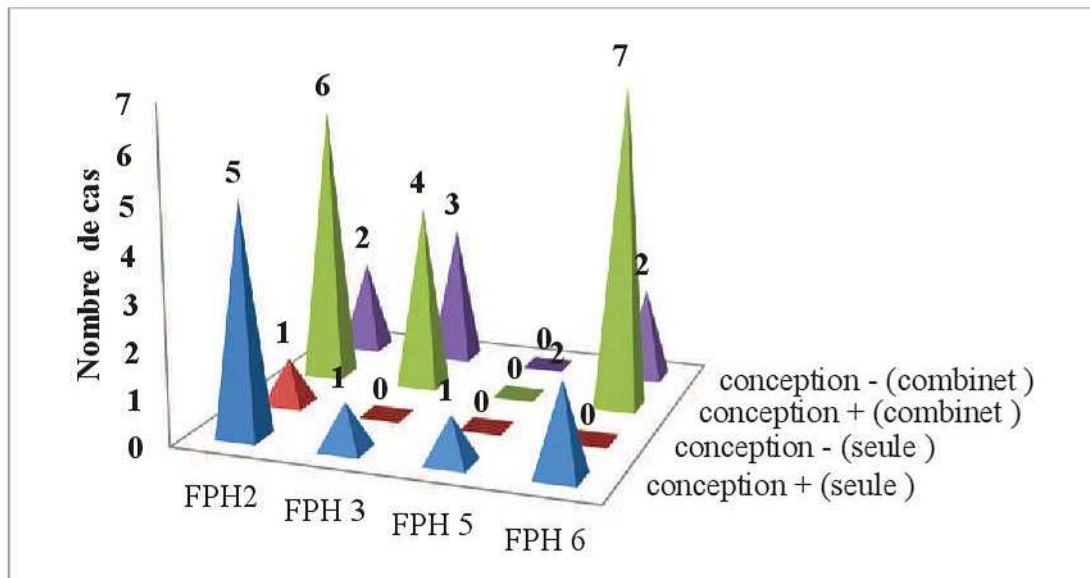 Nombre de cas
7
6
5
4
3
2
1
0
5
1
6
2
1
0
4
3
1
0
0
0
2
0
7
2
FPH2
FPH 3
FPH 5
FPH 6
conception - (combinet )
conception + (combinet )
conception - (seule )
conception + (seule )